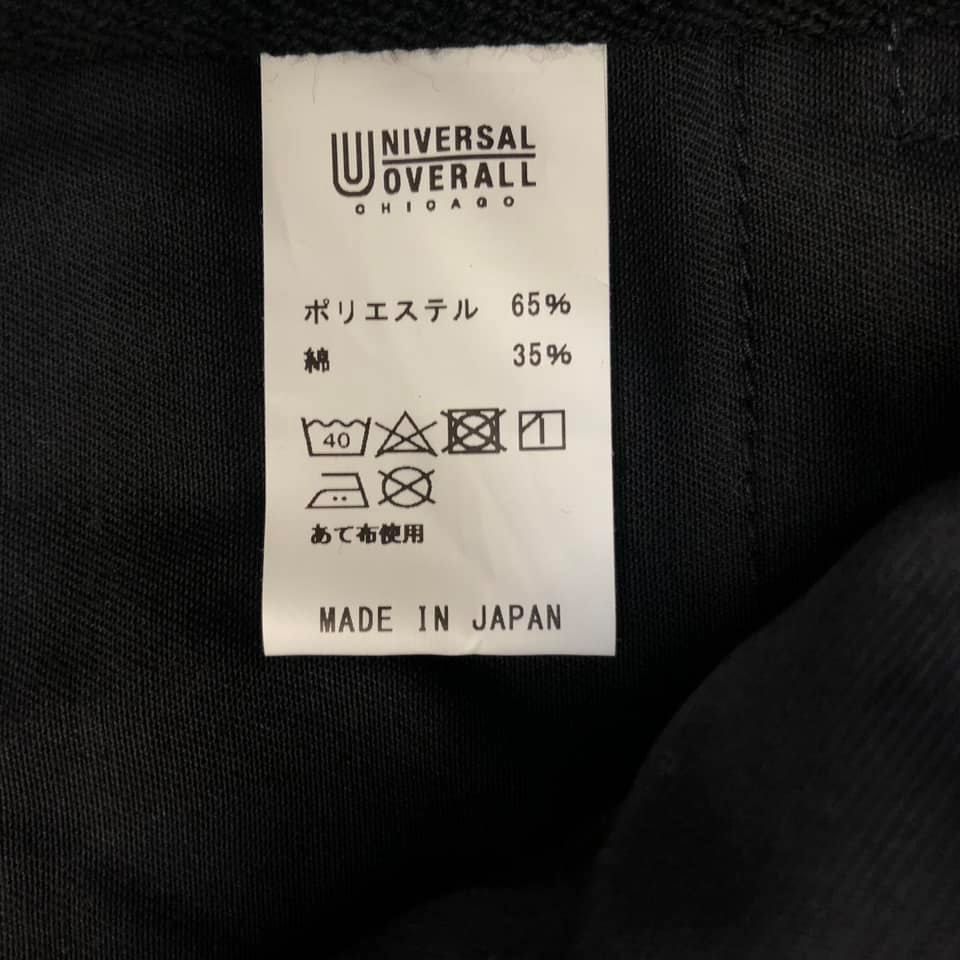 UNIVERSAL
OVERALL
CHICAGO
ポリエステル 65%
綿 35%
40
あて布使用
MADE IN JAPAN